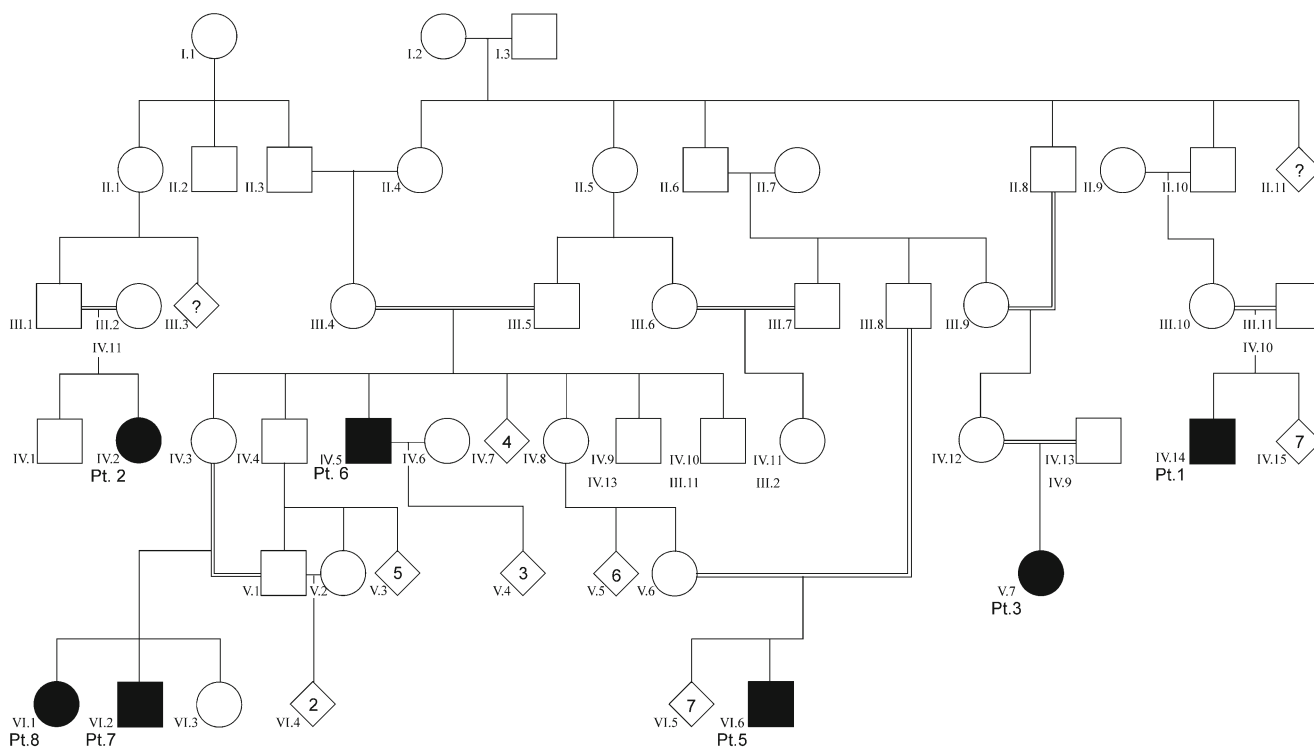 I.1 I.2 I.3
II.1 II.2 II.3 II.4 II.5 II.6 II.7 II.8 II.9 II.10 ? II.11
III.1 III.2 ? III.3 III.4 III.5 III.6 III.7 III.8 III.9 III.10 III.11
IV.11 IV.10
IV.1 IV.2 IV.3 IV.4 IV.5 IV.6 4 IV.7 IV.8 IV.9 IV.10 IV.11 IV.12 IV.13 IV.14 7 IV.15
Pt. 2 Pt. 6 IV.13 III.11 III.2 IV.9 Pt.1
V.1 V.2 5 V.3 3 V.4 6 V.5 V.6 V.7
Pt.3
VI.1 VI.2 VI.3 2 VI.4 7 VI.5 VI.6
Pt.8 Pt.7 Pt.5